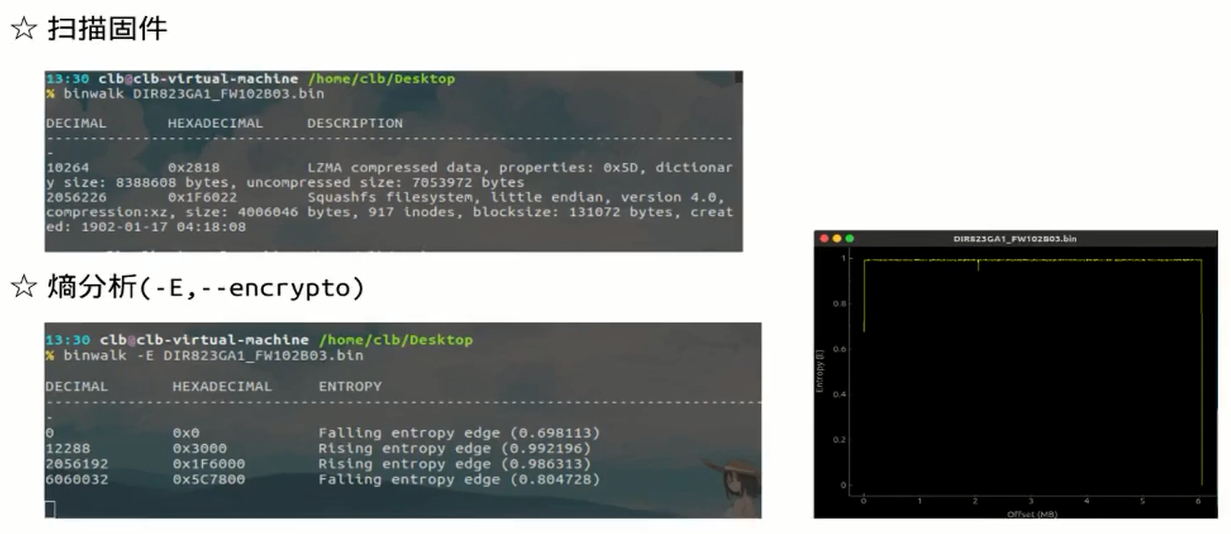 ☆ 扫描固件
13:30 clb@clb-virtual-machine /home/clb/Desktop
% binwalk DIR823GA1_FW102B03.bin
DECIMAL HEXADECIMAL DESCRIPTION
--------------------------------------------------------------------------------
-
10264 0x2818 LZMA compressed data, properties: 0x5D, dictionar
y size: 8388608 bytes, uncompressed size: 7053972 bytes
2056226 0x1F6022 Squashfs filesystem, little endian, version 4.0,
compression:xz, size: 4006046 bytes, 917 inodes, blocksize: 131072 bytes, creat
ed: 1902-01-17 04:18:08
☆ 熵分析(-E,--encrypto)
13:30 clb@clb-virtual-machine /home/clb/Desktop
% binwalk -E DIR823GA1_FW102B03.bin
DECIMAL HEXADECIMAL ENTROPY
--------------------------------------------------------------------------------
-
0 0x0 Falling entropy edge (0.698113)
12288 0x3000 Rising entropy edge (0.992196)
2056192 0x1F6000 Rising entropy edge (0.986313)
6060032 0x5C7800 Falling entropy edge (0.804728)
DIR823GA1_FW102B03.bin
1
0.8
0.6
0.4
0.2
0
Entropy (E)
0 1 2 3 4 5 6
Offset (MB)